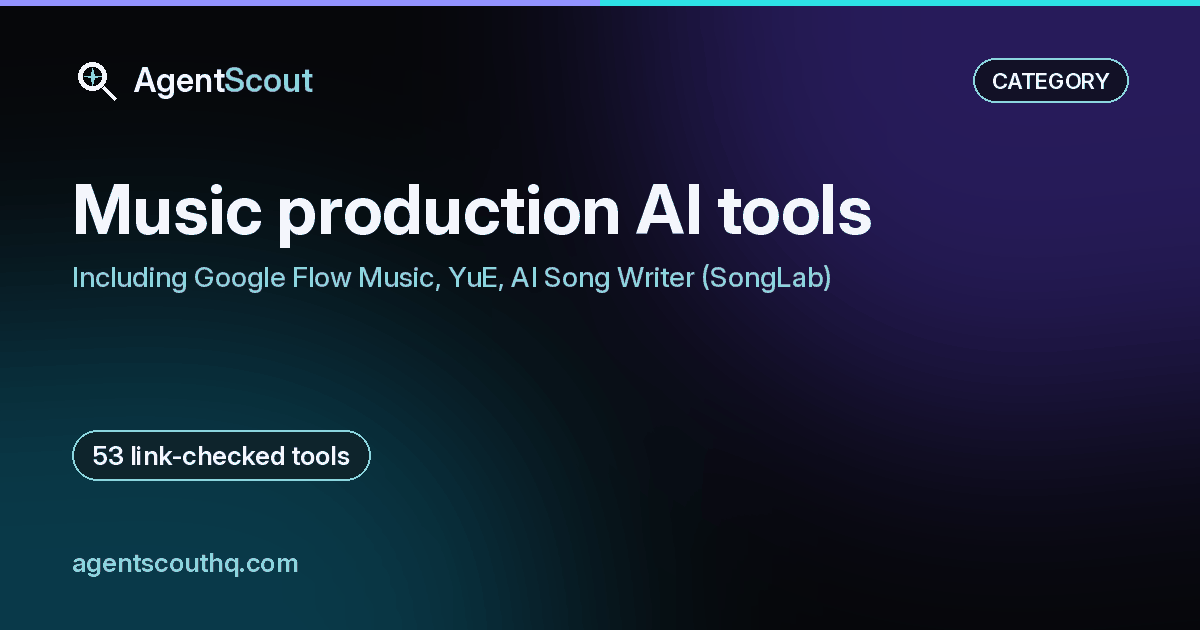 AgentScout
CATEGORY
Music production AI tools
Including Google Flow Music, YuE, AI Song Writer (SongLab)
53 link-checked tools
agentscouthq.com